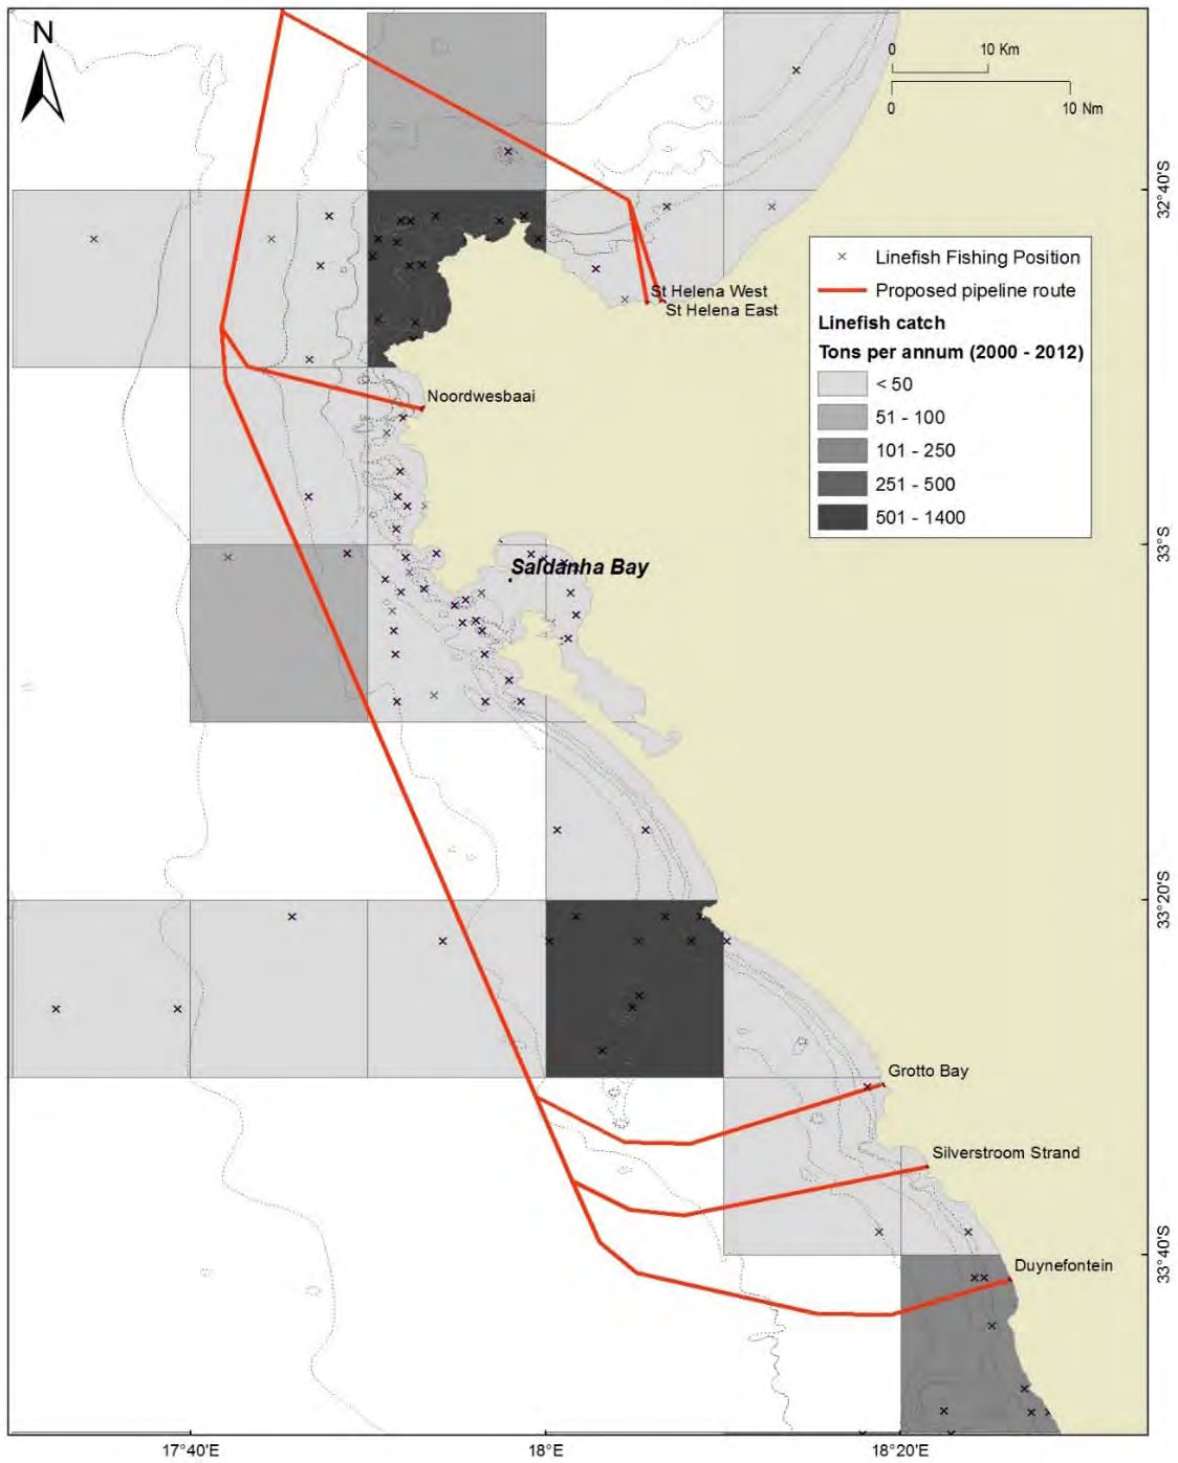 N
0 10 Km
0 10 Nm
32°40'S
Linefish Fishing Position
Proposed pipeline route
Linefish catch
Tons per annum (2000 - 2012)
< 50
51 - 100
101 - 250
251 - 500
501 - 1400
St Helena West
St Helena East
Noordwesbaai
33°S
Saldanha Bay
33°20'S
Grotto Bay
Silverstroom Strand
33°40'S
Duynefontein
17°40'E
18°E
18°20'E